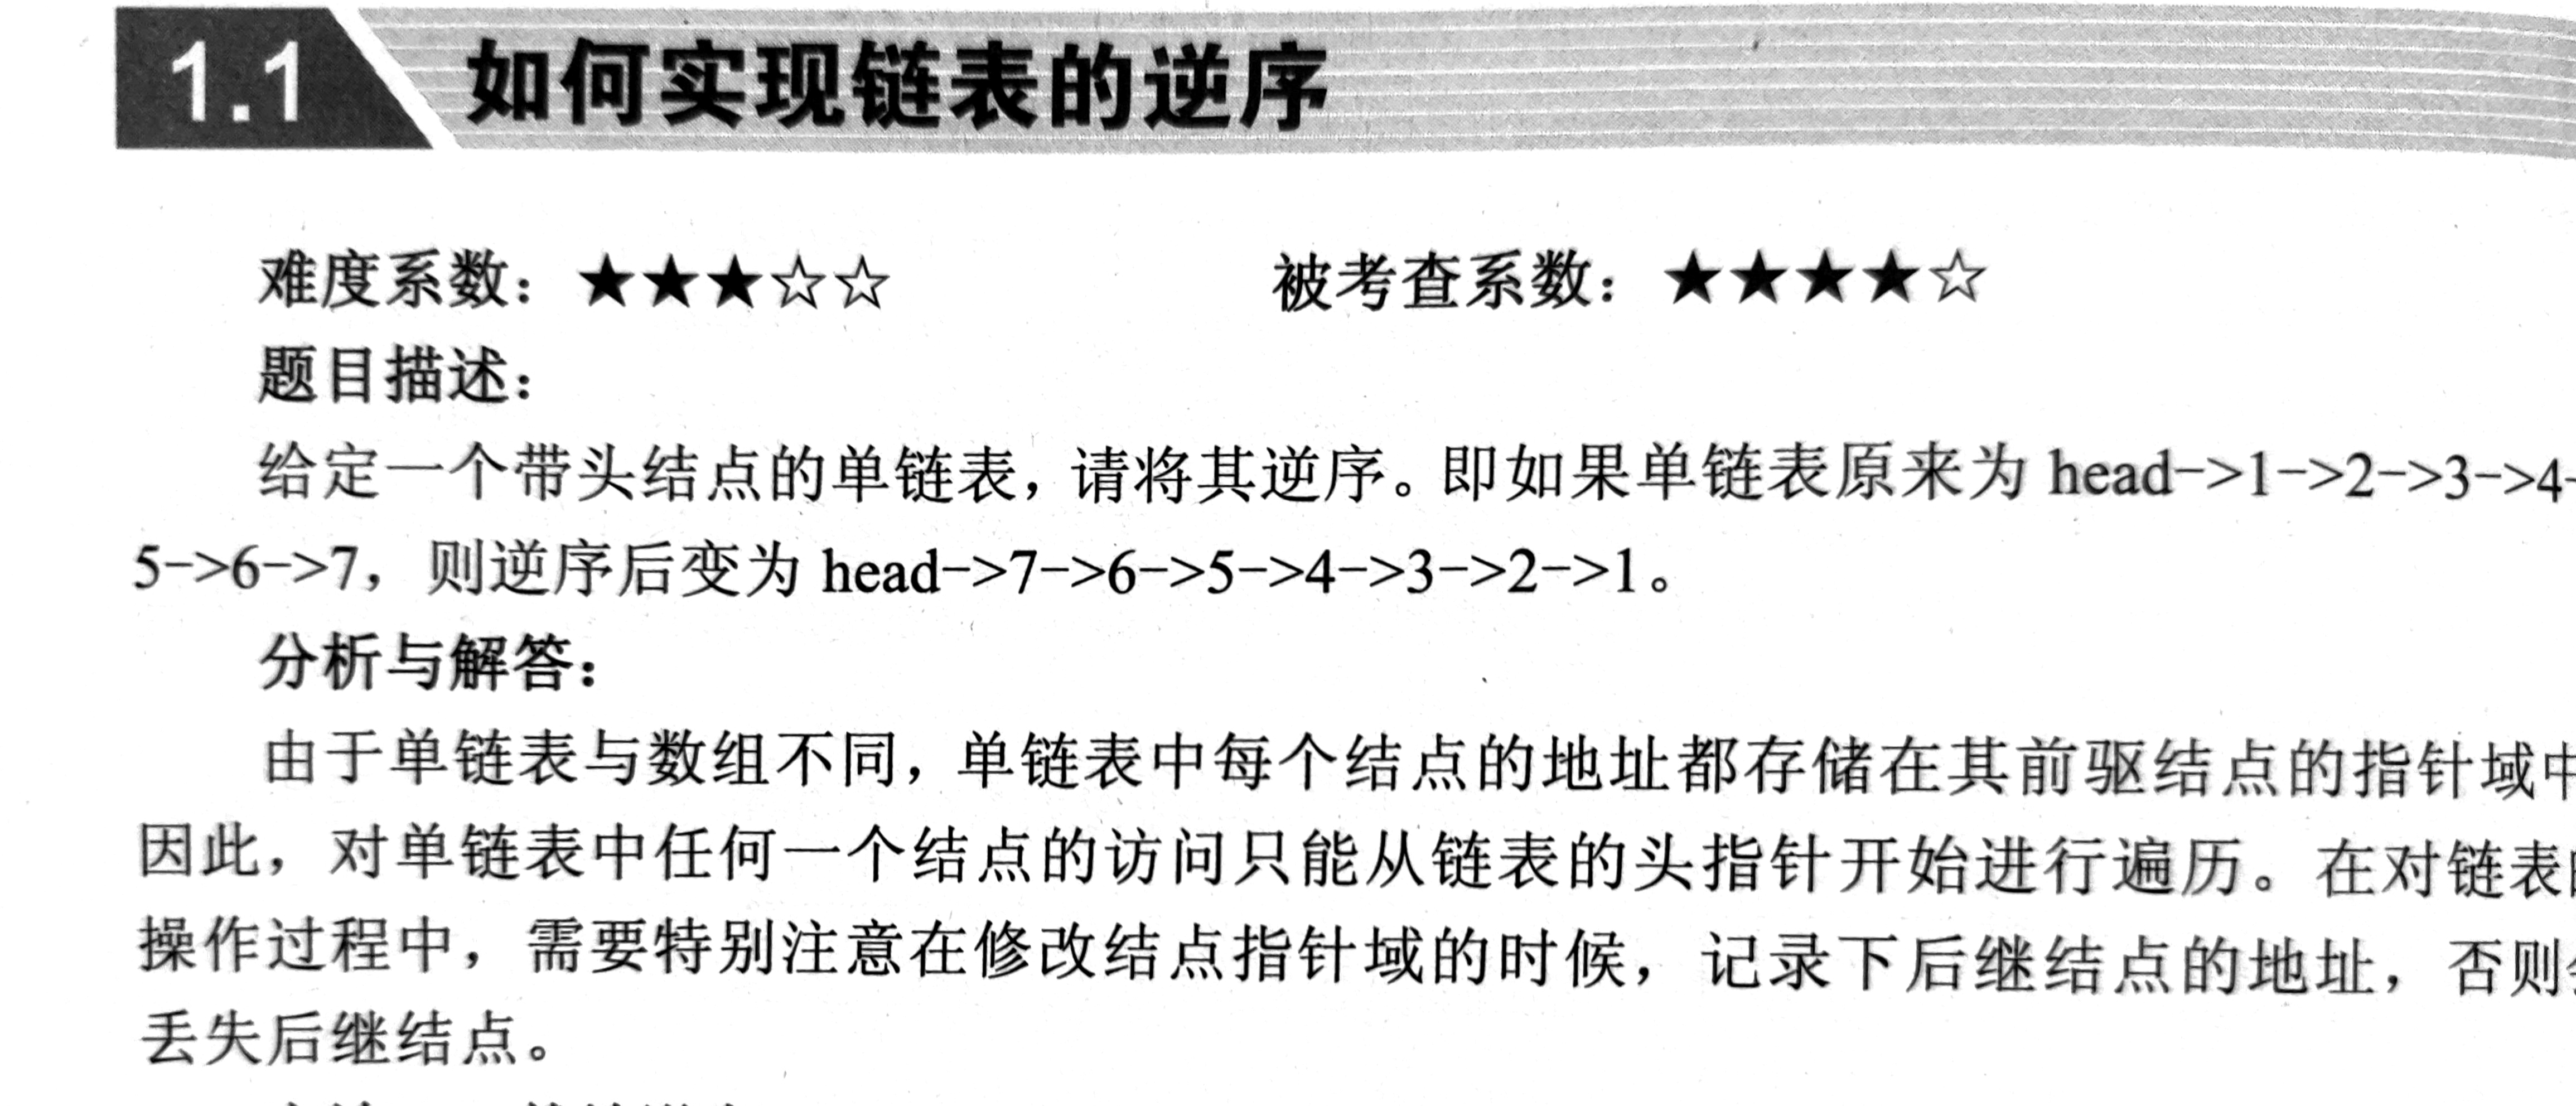 1.1 如何实现链表的逆序
难度系数：★★★☆☆ 被考查系数：★★★★☆
题目描述：
给定一个带头结点的单链表，请将其逆序。即如果单链表原来为 head->1->2->3->4-
5->6->7，则逆序后变为 head->7->6->5->4->3->2->1。
分析与解答：
由于单链表与数组不同，单链表中每个结点的地址都存储在其前驱结点的指针域中
因此，对单链表中任何一个结点的访问只能从链表的头指针开始进行遍历。在对链表
操作过程中，需要特别注意在修改结点指针域的时候，记录下后继结点的地址，否则
丢失后继结点。